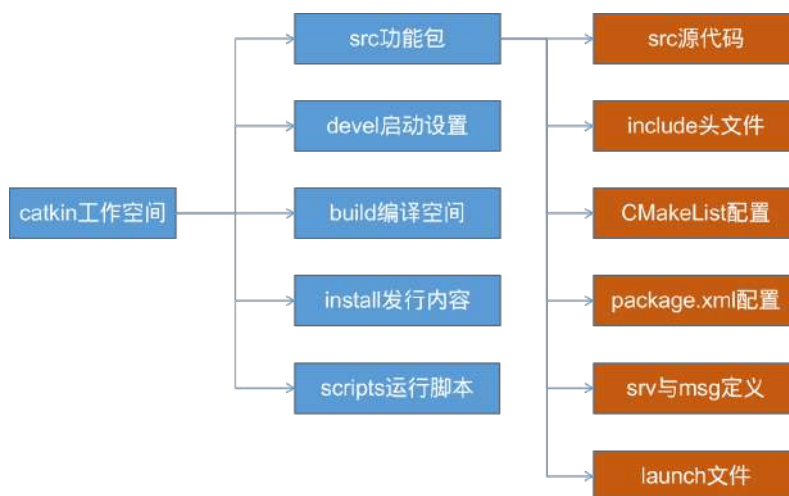 src功能包
src源代码
devel启动设置
include头文件
catkin工作空间
build编译空间
CMakeList配置
install发行内容
package.xml配置
scripts运行脚本
srv与msg定义
launch文件